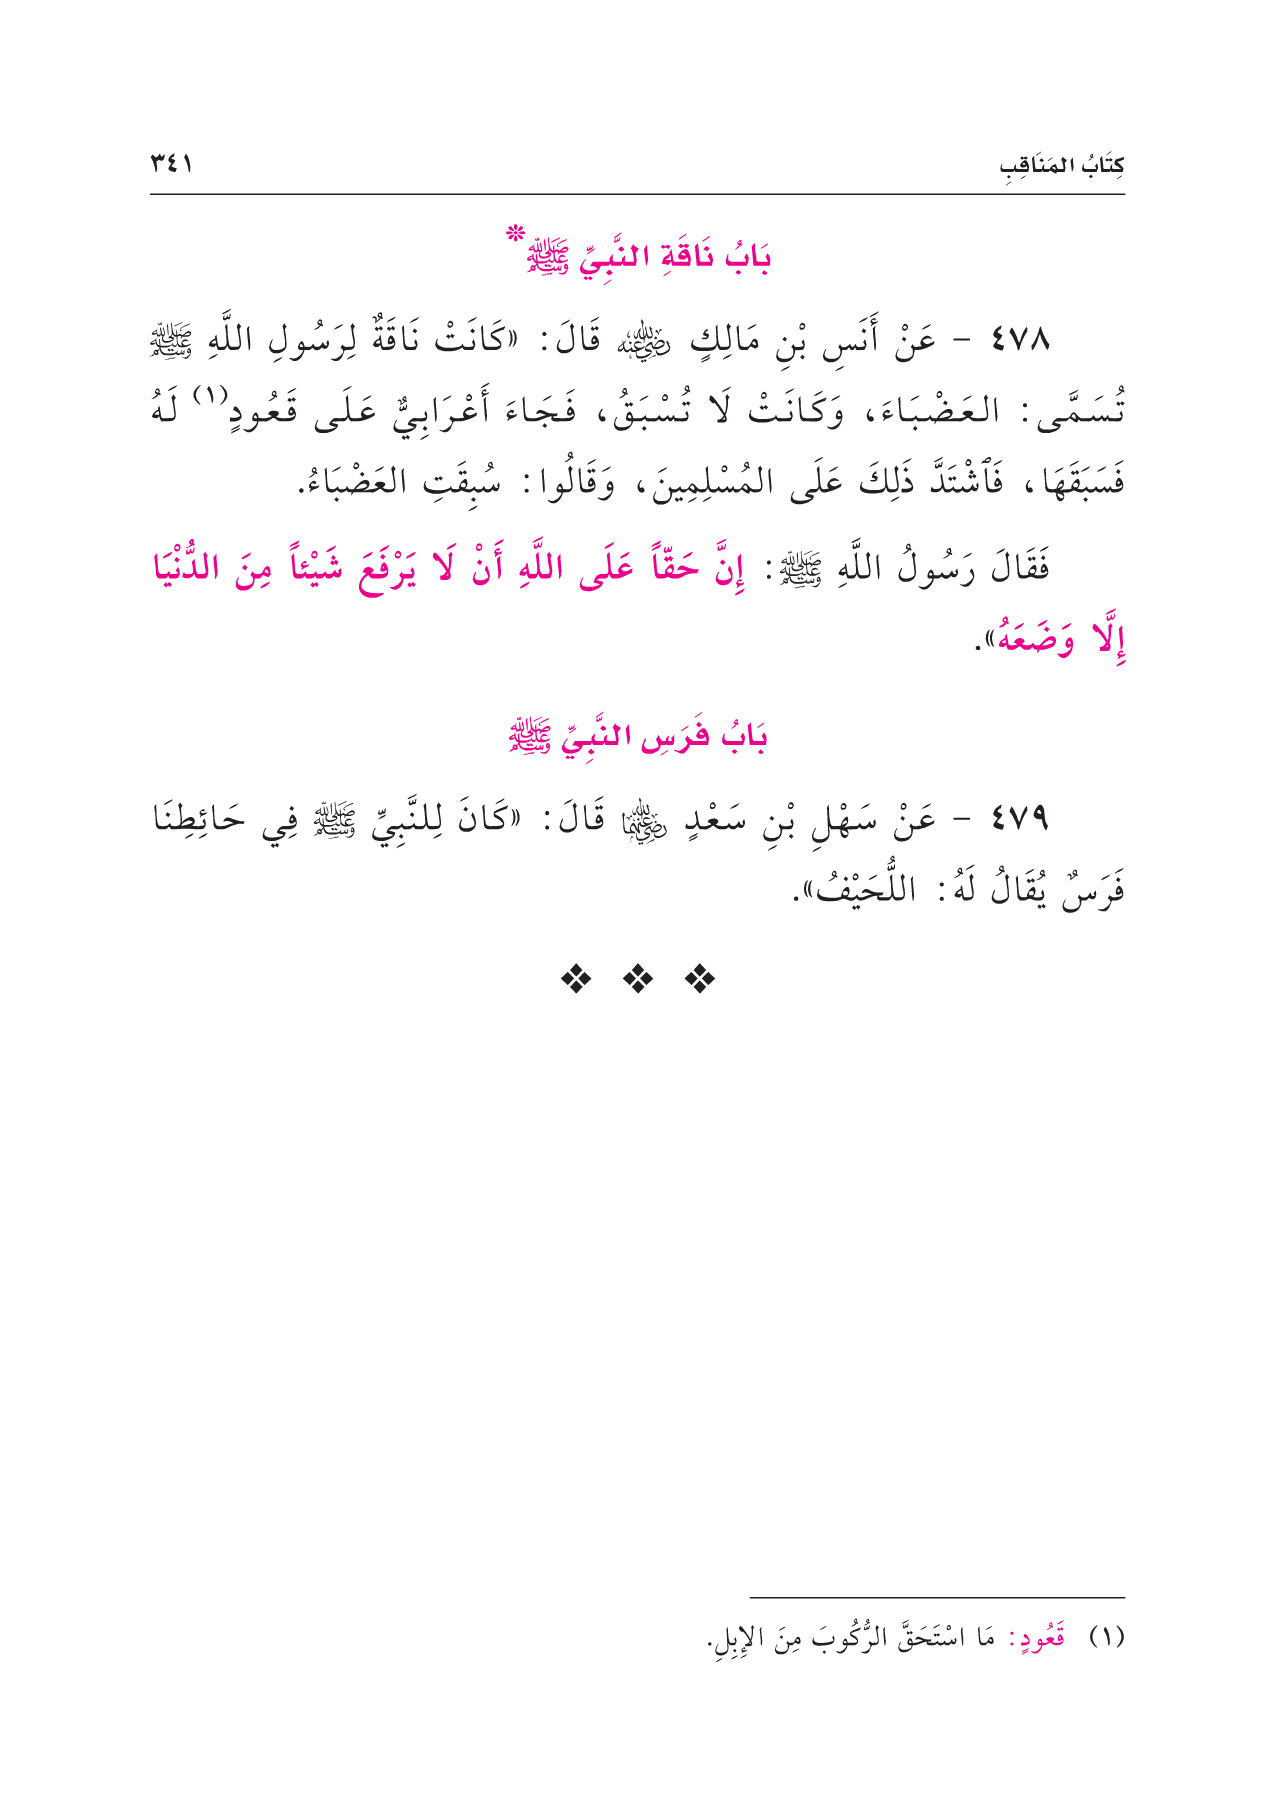 كِتَابُ المَنَاقِبِ ٣٤١
بَابُ نَاقَةِ النَّبِيِّ ﷺ*
٤٧٨ - عَنْ أَنَسِ بْنِ مَالِكٍ رضي الله عنه قَالَ: «كَانَتْ نَاقَةٌ لِرَسُولِ اللَّهِ ﷺ
تُسَمَّى: العَضْبَاءَ، وَكَانَتْ لَا تُسْبَقُ، فَجَاءَ أَعْرَابِيٌّ عَلَى قَعُودٍ(١) لَهُ
فَسَبَقَهَا، فَٱشْتَدَّ ذَلِكَ عَلَى المُسْلِمِينَ، وَقَالُوا: سُبِقَتِ العَضْبَاءُ.
فَقَالَ رَسُولُ اللَّهِ ﷺ: إِنَّ حَقّاً عَلَى اللَّهِ أَنْ لَا يَرْفَعَ شَيْئاً مِنَ الدُّنْيَا
إِلَّا وَضَعَهُ».
بَابُ فَرَسِ النَّبِيِّ ﷺ
٤٧٩ - عَنْ سَهْلِ بْنِ سَعْدٍ رضي الله عنهما قَالَ: «كَانَ لِلنَّبِيِّ ﷺ فِي حَائِطِنَا
فَرَسٌ يُقَالُ لَهُ: اللُّحَيْفُ».
❖ ❖ ❖
(١) قَعُودٍ: مَا اسْتَحَقَّ الرُّكُوبَ مِنَ الإِبِلِ.